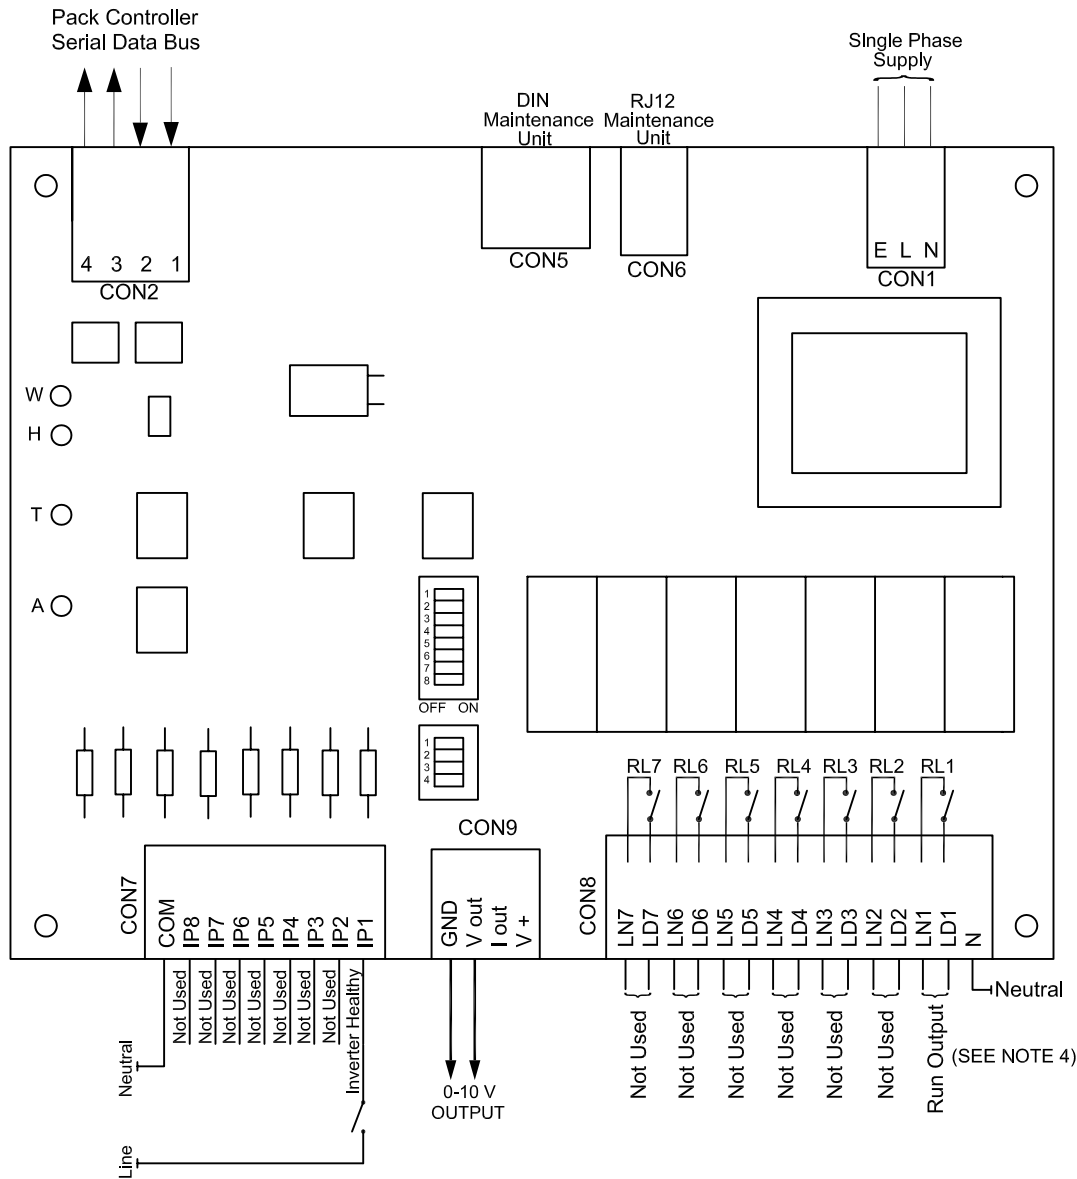 Pack Controller
Serial Data Bus
SIngle Phase
Supply
DIN
Maintenance
Unit
RJ12
Maintenance
Unit
4 3 2 1
CON2
CON5
CON6
E L N
CON1
W
H
T
A
1
2
3
4
5
6
7
8
OFF ON
1
2
3
4
RL7 RL6 RL5 RL4 RL3 RL2 RL1
CON7
COM
IP8
IP7
IP6
IP5
IP4
IP3
IP2
IP1
CON9
GND
V out
I out
V +
CON8
LN7
LD7
LN6
LD6
LN5
LD5
LN4
LD4
LN3
LD3
LN2
LD2
LN1
LD1
N
Not Used
Not Used
Not Used
Not Used
Not Used
Not Used
Not Used
Inverter Healthy
Neutral
Line
0-10 V
OUTPUT
Not Used
Not Used
Not Used
Not Used
Not Used
Not Used
Run Output
(SEE NOTE 4)
Neutral